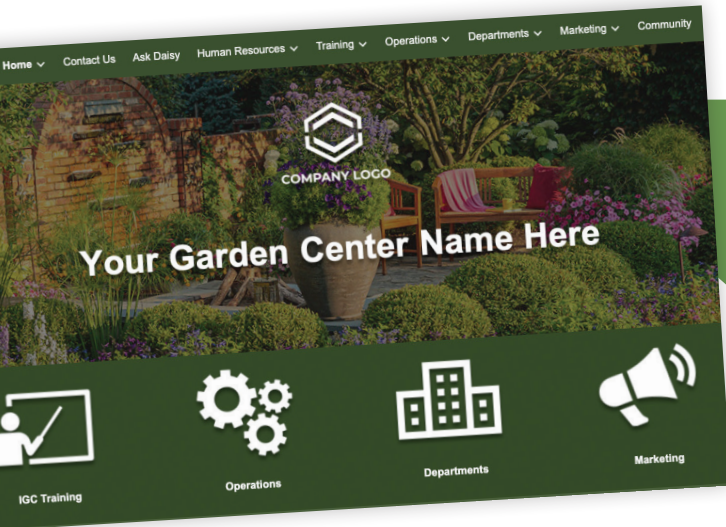 Home Contact Us Ask Daisy Human Resources Training Operations Departments Marketing Community
COMPANY LOGO
Your Garden Center Name Here
IGC Training Operations Departments Marketing